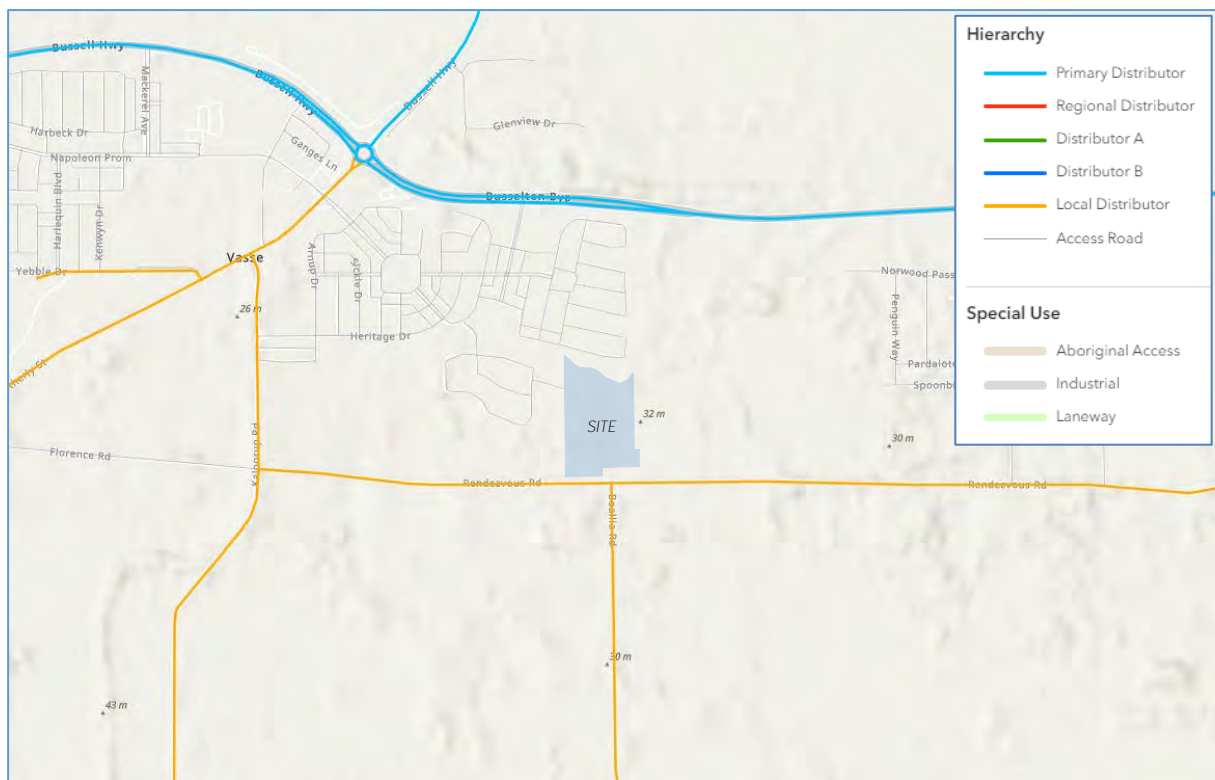 Bussell Hwy
Mackerel Ave
Bussell Hwy
Bussell Hwy
Harbeck Dr
Glenview Dr
Napoleon Prom
Ganges Ln
Harlequin Blvd
Kenwyn Dr
Busselton Byp
Vasse
Arnup Dr
Yebble Dr
26 m
Heritage Dr
Norwood Pass
Penguin Way
Pardalote
Spoonbi
SITE
32 m
30 m
Florence Rd
Kaloorup Rd
Rendezvous Rd
Rendezvous Rd
30 m
43 m
Hierarchy
Primary Distributor
Regional Distributor
Distributor A
Distributor B
Local Distributor
Access Road
Special Use
Aboriginal Access
Industrial
Laneway